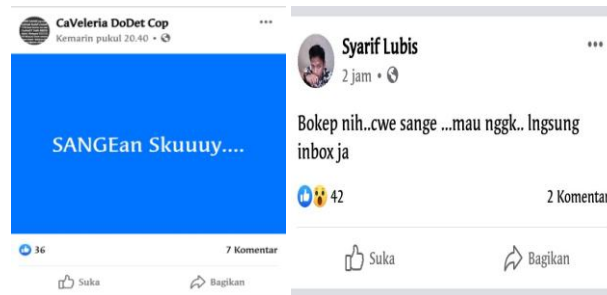 CaVeleria DoDet Cop
Kemarin pukul 20.40
SANGEan Skuuuy....
36
7 Komentar
Suka
Bagikan
Syarif Lubis
2 jam
Bokep nih..cwe sange ...mau nggk.. lngsung
inbox ja
42
2 Komentar
Suka
Bagikan